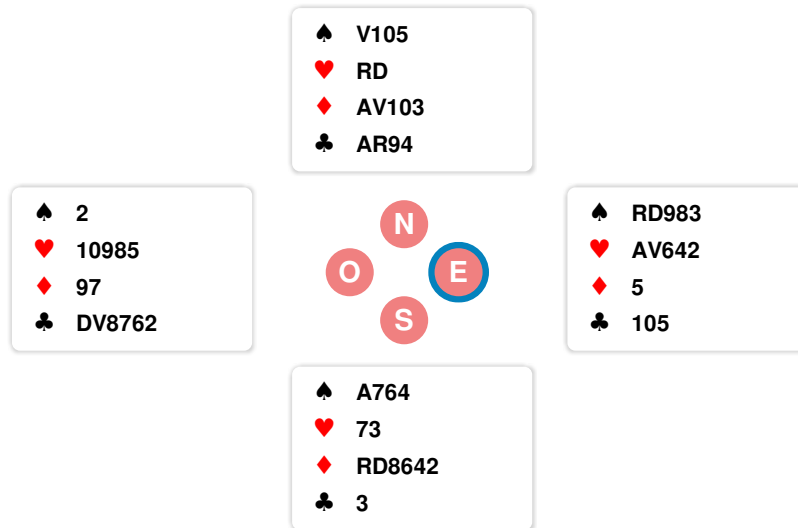 ♠ V105
♥ RD
♦ AV103
♣ AR94
♠ 2
♥ 10985
♦ 97
♣ DV8762
N
O
E
S
♠ RD983
♥ AV642
♦ 5
♣ 105
♠ A764
♥ 73
♦ RD8642
♣ 3